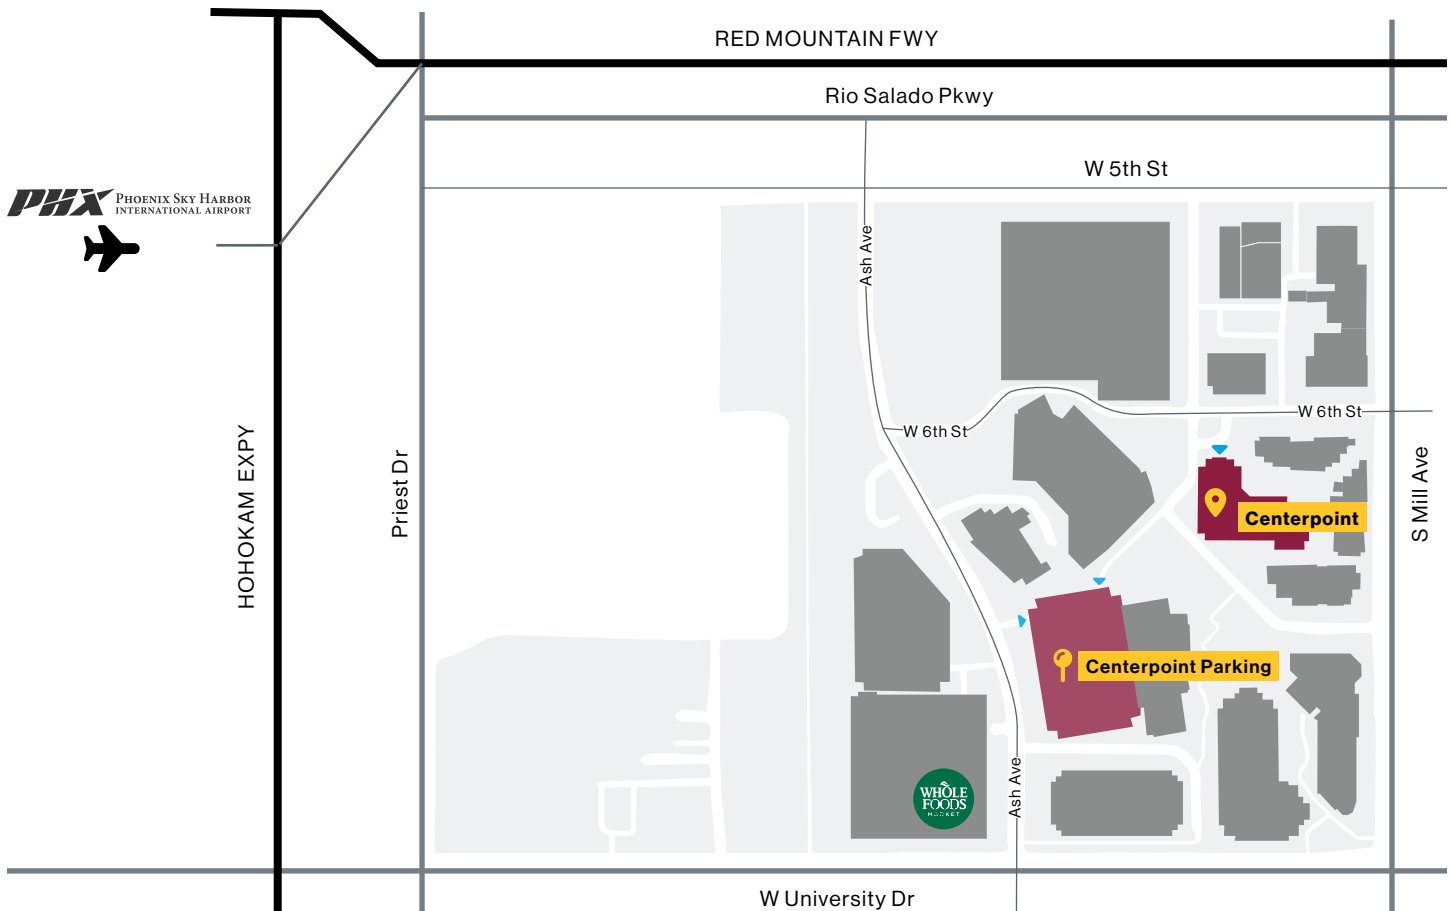 RED MOUNTAIN FWY
Rio Salado Pkwy
W 5th St
PHX
PHOENIX SKY HARBOR
INTERNATIONAL AIRPORT
Ash Ave
W 6th St
W 6th St
HOHOKAM EXPY
Priest Dr
S Mill Ave
Centerpoint
Centerpoint Parking
WHOLE
FOODS
MARKET
Ash Ave
W University Dr